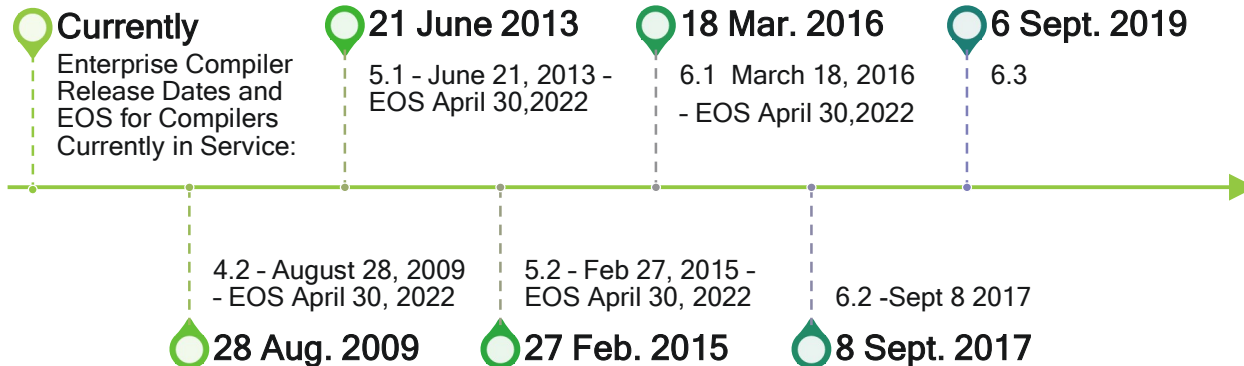 Currently
Enterprise Compiler
Release Dates and
EOS for Compilers
Currently in Service:
21 June 2013
5.1 - June 21, 2013 -
EOS April 30,2022
18 Mar. 2016
6.1  March 18, 2016
- EOS April 30,2022
6 Sept. 2019
6.3
4.2 - August 28, 2009
- EOS April 30, 2022
28 Aug. 2009
5.2 - Feb 27, 2015 -
EOS April 30, 2022
27 Feb. 2015
6.2 -Sept 8 2017
8 Sept. 2017